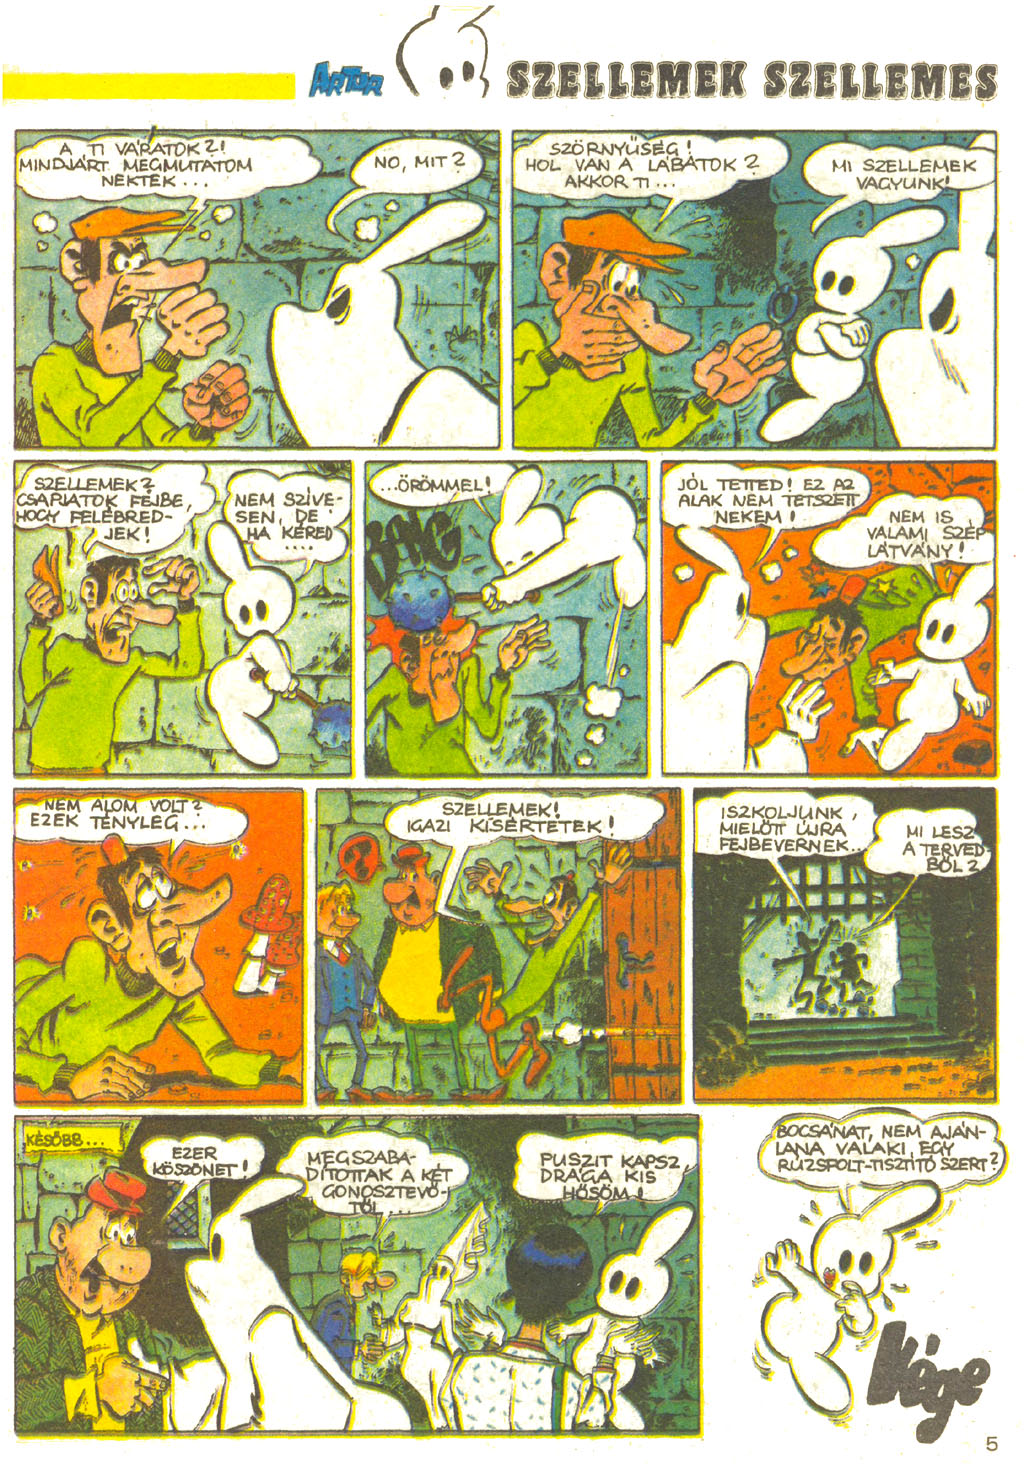 ARTUR
SZELLEMEK SZELLEMES
A TI VÁRATOK?!
MINDJÁRT MEGMUTATOM
NEKTEK...
NO, MIT?
SZÖRNYŰSÉG!
HOL VAN A LÁBATOK?
AKKOR TI...
MI SZELLEMEK
VAGYUNK!
SZELLEMEK?
CSAPJATOK FEJBE,
HOGY FELÉBRED-
JEK!
NEM SZÍVE-
SEN, DE
HA KÉRED
....
...ÖRÖMMEL!
BANG
JÓL TETTED! EZ AZ
ALAK NEM TETSZETT
NEKEM!
NEM IS
VALAMI SZÉP
LÁTVÁNY!
NEM ÁLOM VOLT?
EZEK TÉNYLEG...
SZELLEMEK!
IGAZI KÍSÉRTETEK!
?
ISZKOLJUNK,
MIELŐTT ÚJRA
FEJBEVERNEK...
MI LESZ
A TERVED-
BŐL?
KÉSŐBB...
EZER
KÖSZÖNET!
MEGSZABA-
DÍTOTTAK A KÉT
GONOSZTEVŐ-
TŐL...
PUSZIT KAPSZ,
DRÁGA KIS
HŐSÖM!
BOCSÁNAT, NEM AJÁN-
LANA VALAKI EGY
RÚZSFOLT-TISZTÍTÓ SZERT?
Vége
5